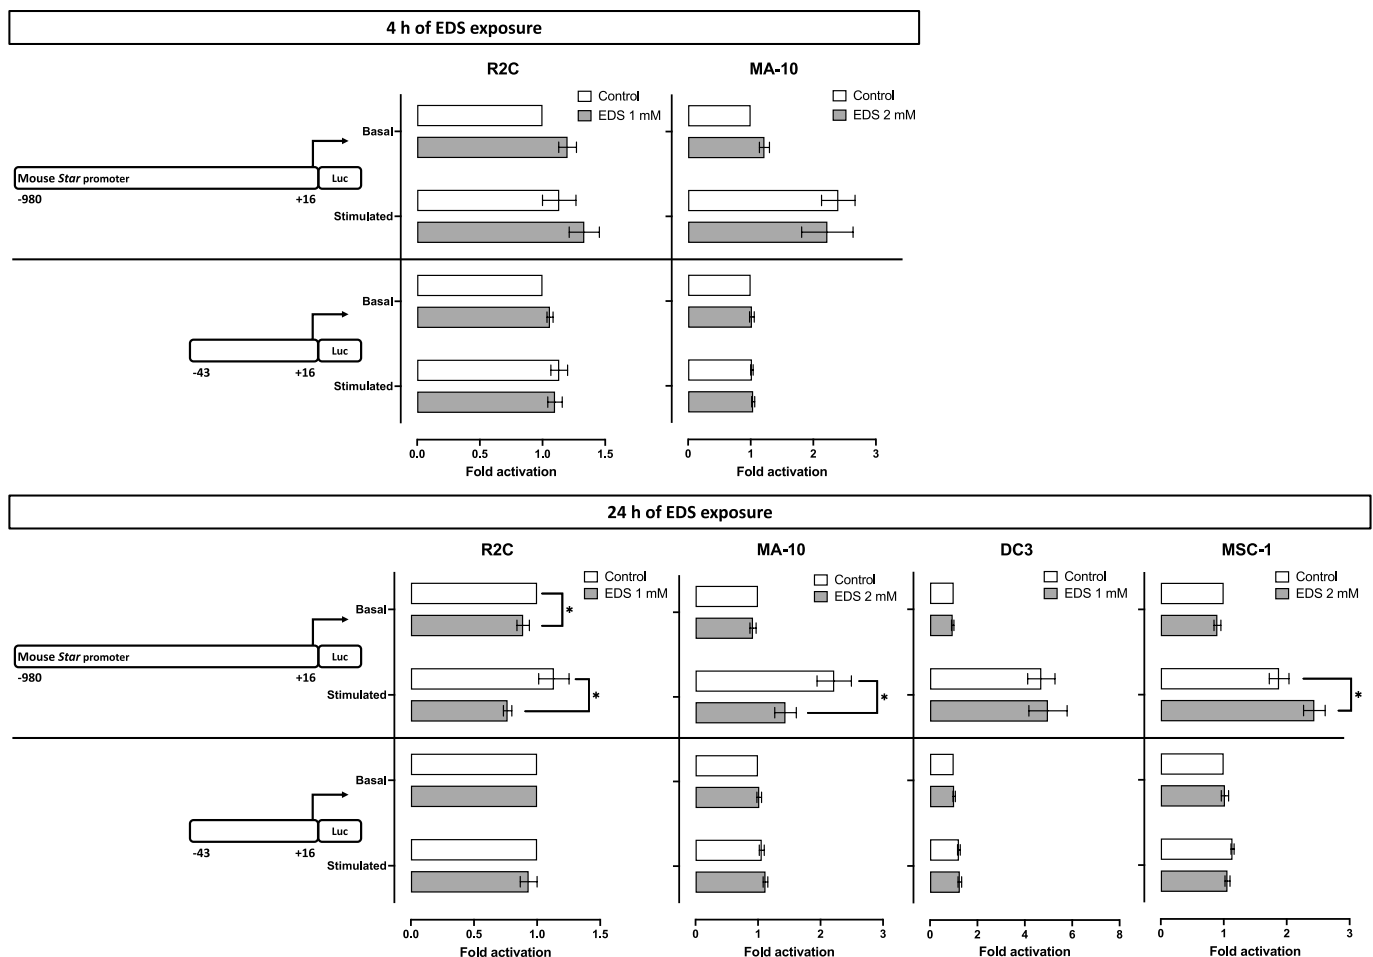 4 h of EDS exposure
R2C
MA-10
Control
EDS 1 mM
Control
EDS 2 mM
Basal
Mouse Star promoter
Luc
-980
+16
Stimulated
Basal
Luc
-43
+16
Stimulated
0.0 0.5 1.0 1.5
0 1 2 3
Fold activation
Fold activation
24 h of EDS exposure
R2C
MA-10
DC3
MSC-1
Control
EDS 1 mM
Control
EDS 2 mM
Control
EDS 1 mM
Control
EDS 2 mM
Basal
*
Mouse Star promoter
Luc
-980
+16
Stimulated
*
*
*
Basal
Luc
-43
+16
Stimulated
0.0 0.5 1.0 1.5
0 1 2 3
0 2 4 6 8
0 1 2 3
Fold activation
Fold activation
Fold activation
Fold activation